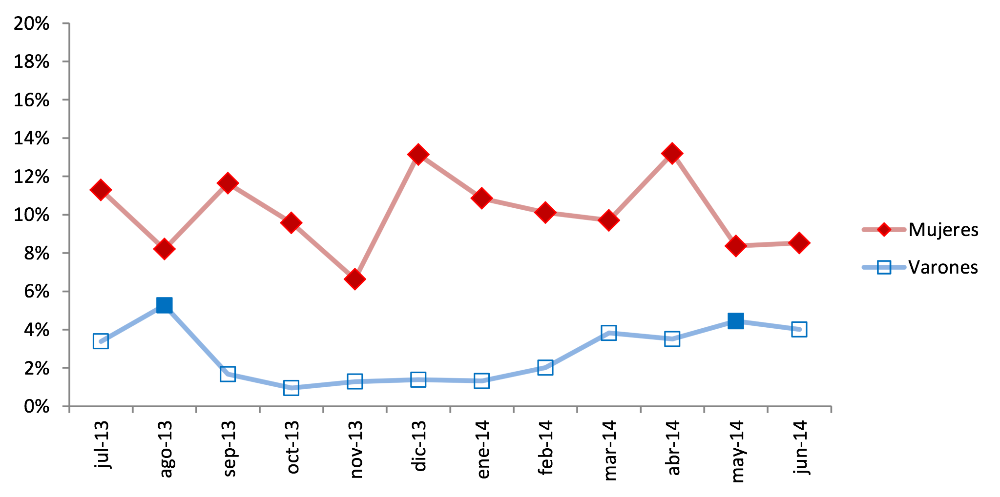 20%
18%
16%
14%
12%
10%
8%
6%
4%
2%
0%
jul-13
ago-13
sep-13
oct-13
nov-13
dic-13
ene-14
feb-14
mar-14
abr-14
may-14
jun-14
Mujeres
Varones